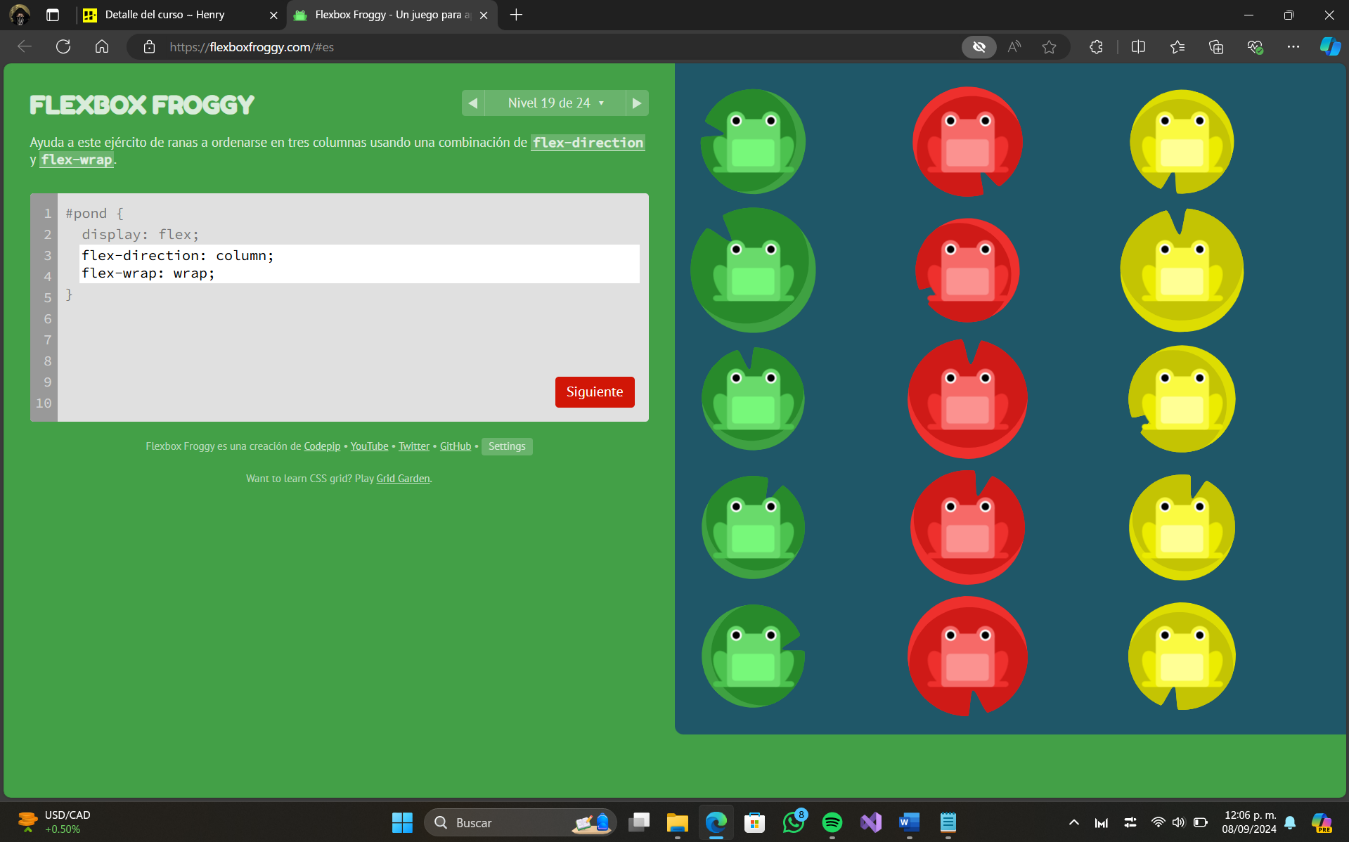 Detalle del curso – Henry
Flexbox Froggy - Un juego para a
https://flexboxfroggy.com/#es
FLEXBOX FROGGY
Nivel 19 de 24
Ayuda a este ejército de ranas a ordenarse en tres columnas usando una combinación de flex-direction
y flex-wrap.
1 #pond {
2 display: flex;
3 flex-direction: column;
4 flex-wrap: wrap;
5 }
6
7
8
9
10
Siguiente
Flexbox Froggy es una creación de Codepip • YouTube • Twitter • GitHub • Settings
Want to learn CSS grid? Play Grid Garden.
USD/CAD
+0.50%
Buscar
8
W
PRE
12:06 p. m.
08/09/2024